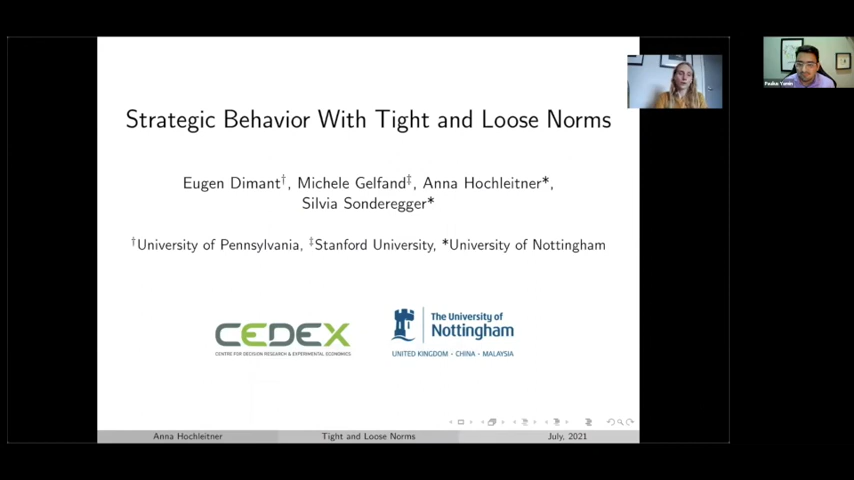 Strategic Behavior With Tight and Loose Norms
Eugen Dimant†, Michele Gelfand‡, Anna Hochleitner*,
Silvia Sonderegger*
†University of Pennsylvania, ‡Stanford University, *University of Nottingham
CEDEX
CENTRE FOR DECISION RESEARCH & EXPERIMENTAL ECONOMICS
The University of
Nottingham
UNITED KINGDOM · CHINA · MALAYSIA
Anna Hochleitner
Tight and Loose Norms
July, 2021